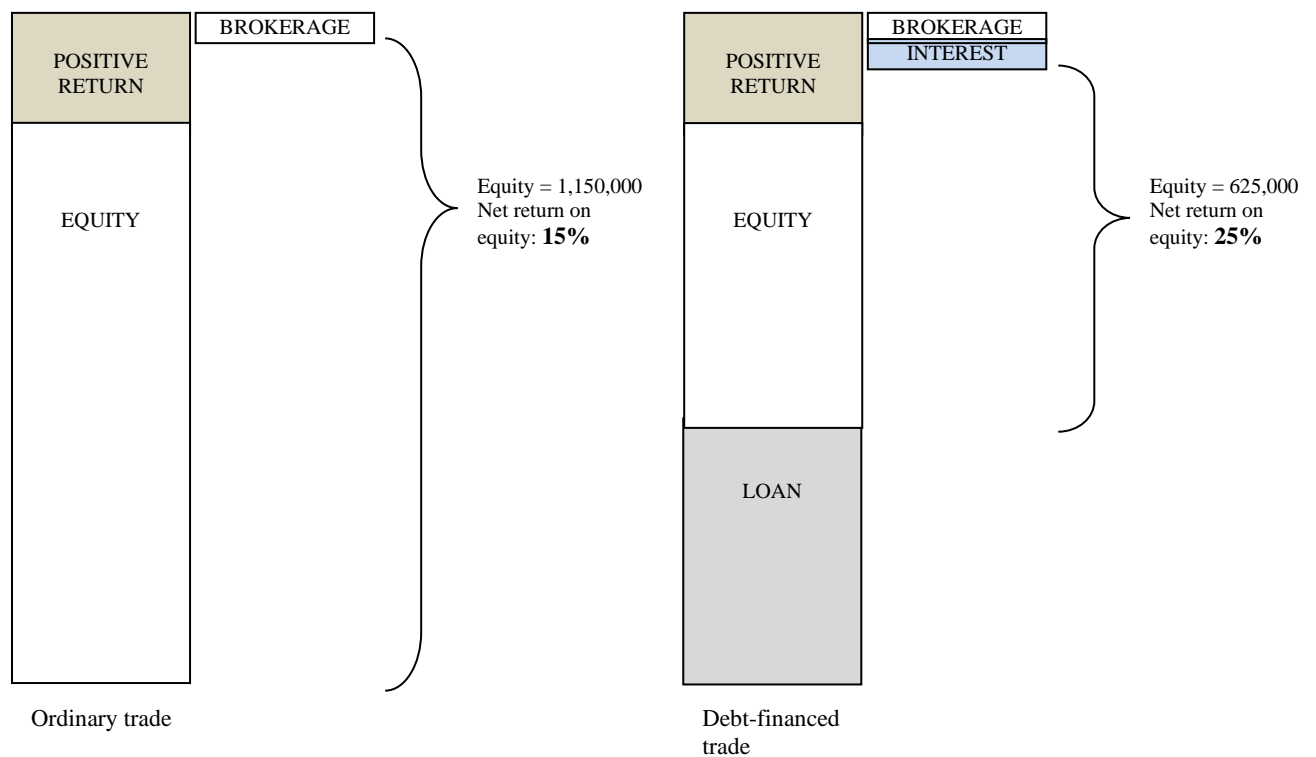 BROKERAGE
POSITIVE
RETURN
EQUITY
Equity = 1,150,000
Net return on
equity: 15%
Ordinary trade
BROKERAGE
INTEREST
POSITIVE
RETURN
EQUITY
Equity = 625,000
Net return on
equity: 25%
LOAN
Debt-financed
trade